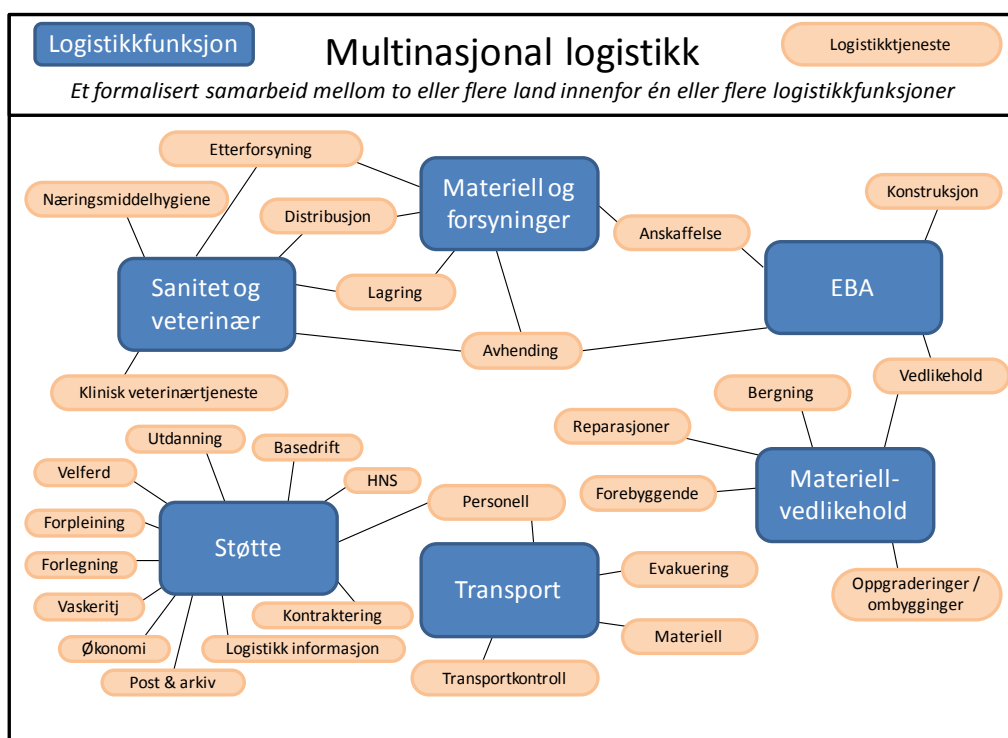 Logistikkfunksjon
Multinasjonal logistikk
Logistikktjeneste
Et formalisert samarbeid mellom to eller flere land innenfor én eller flere logistikkfunksjoner
Etterforsyning
Materiell og
forsyninger
Konstruksjon
Næringsmiddelhygiene
Distribusjon
Anskaffelse
Sanitet og
veterinær
Lagring
EBA
Avhending
Klinisk veterinærtjeneste
Vedlikehold
Bergning
Utdanning
Basedrift
Reparasjoner
Velferd
HNS
Personell
Forebyggende
Materiell-
vedlikehold
Forpleining
Støtte
Forlegning
Transport
Evakuering
Oppgraderinger /
ombygginger
Vaskeritj
Kontraktering
Økonomi
Logistikk informasjon
Materiell
Post & arkiv
Transportkontroll